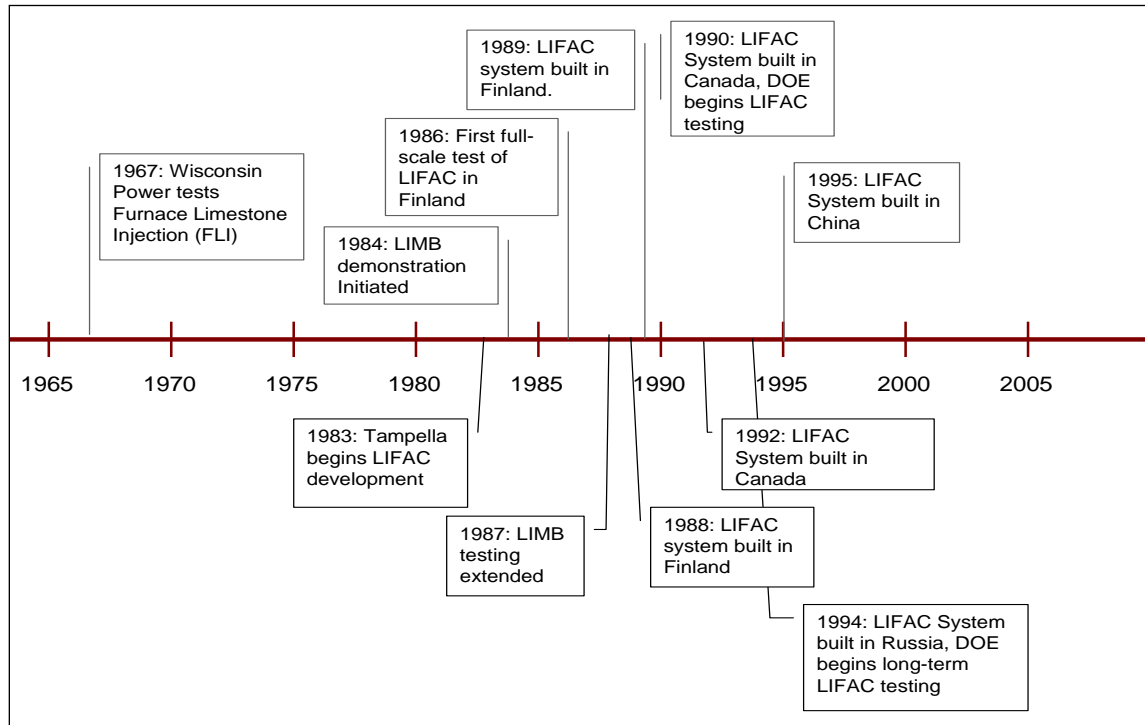 1989: LIFAC
system built in
Finland.
1990: LIFAC
System built in
Canada, DOE
begins LIFAC
testing
1986: First full-
scale test of
LIFAC in
Finland
1967: Wisconsin
Power tests
Furnace Limestone
Injection (FLI)
1995: LIFAC
System built in
China
1984: LIMB
demonstration
Initiated
1965 1970 1975 1980 1985 1990 1995 2000 2005
1983: Tampella
begins LIFAC
development
1992: LIFAC
System built in
Canada
1987: LIMB
testing
extended
1988: LIFAC
system built in
Finland
1994: LIFAC System
built in Russia, DOE
begins long-term
LIFAC testing